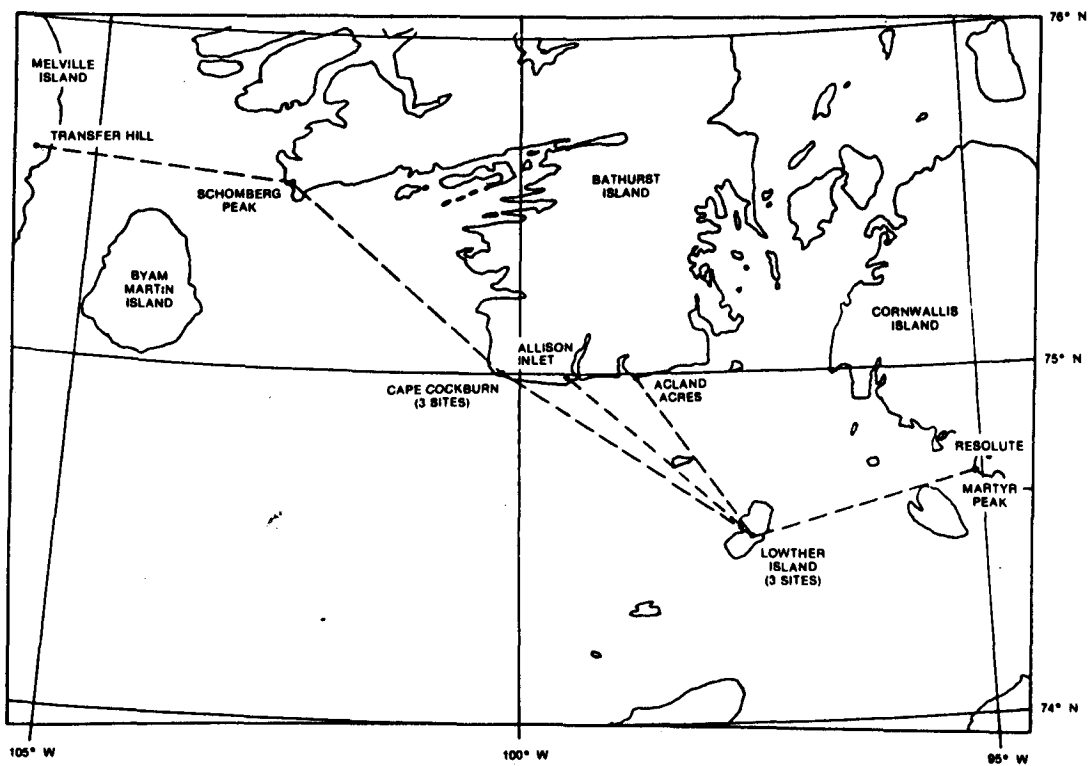 76° N
MELVILLE
ISLAND
TRANSFER HILL
SCHOMBERG
PEAK
BATHURST
ISLAND
BYAM
MARTIN
ISLAND
CORNWALLIS
ISLAND
ALLISON
INLET
75° N
CAPE COCKBURN
(3 SITES)
ACLAND
ACRES
RESOLUTE
MARTYR
PEAK
LOWTHER
ISLAND
(3 SITES)
74° N
105° W
100° W
95° W